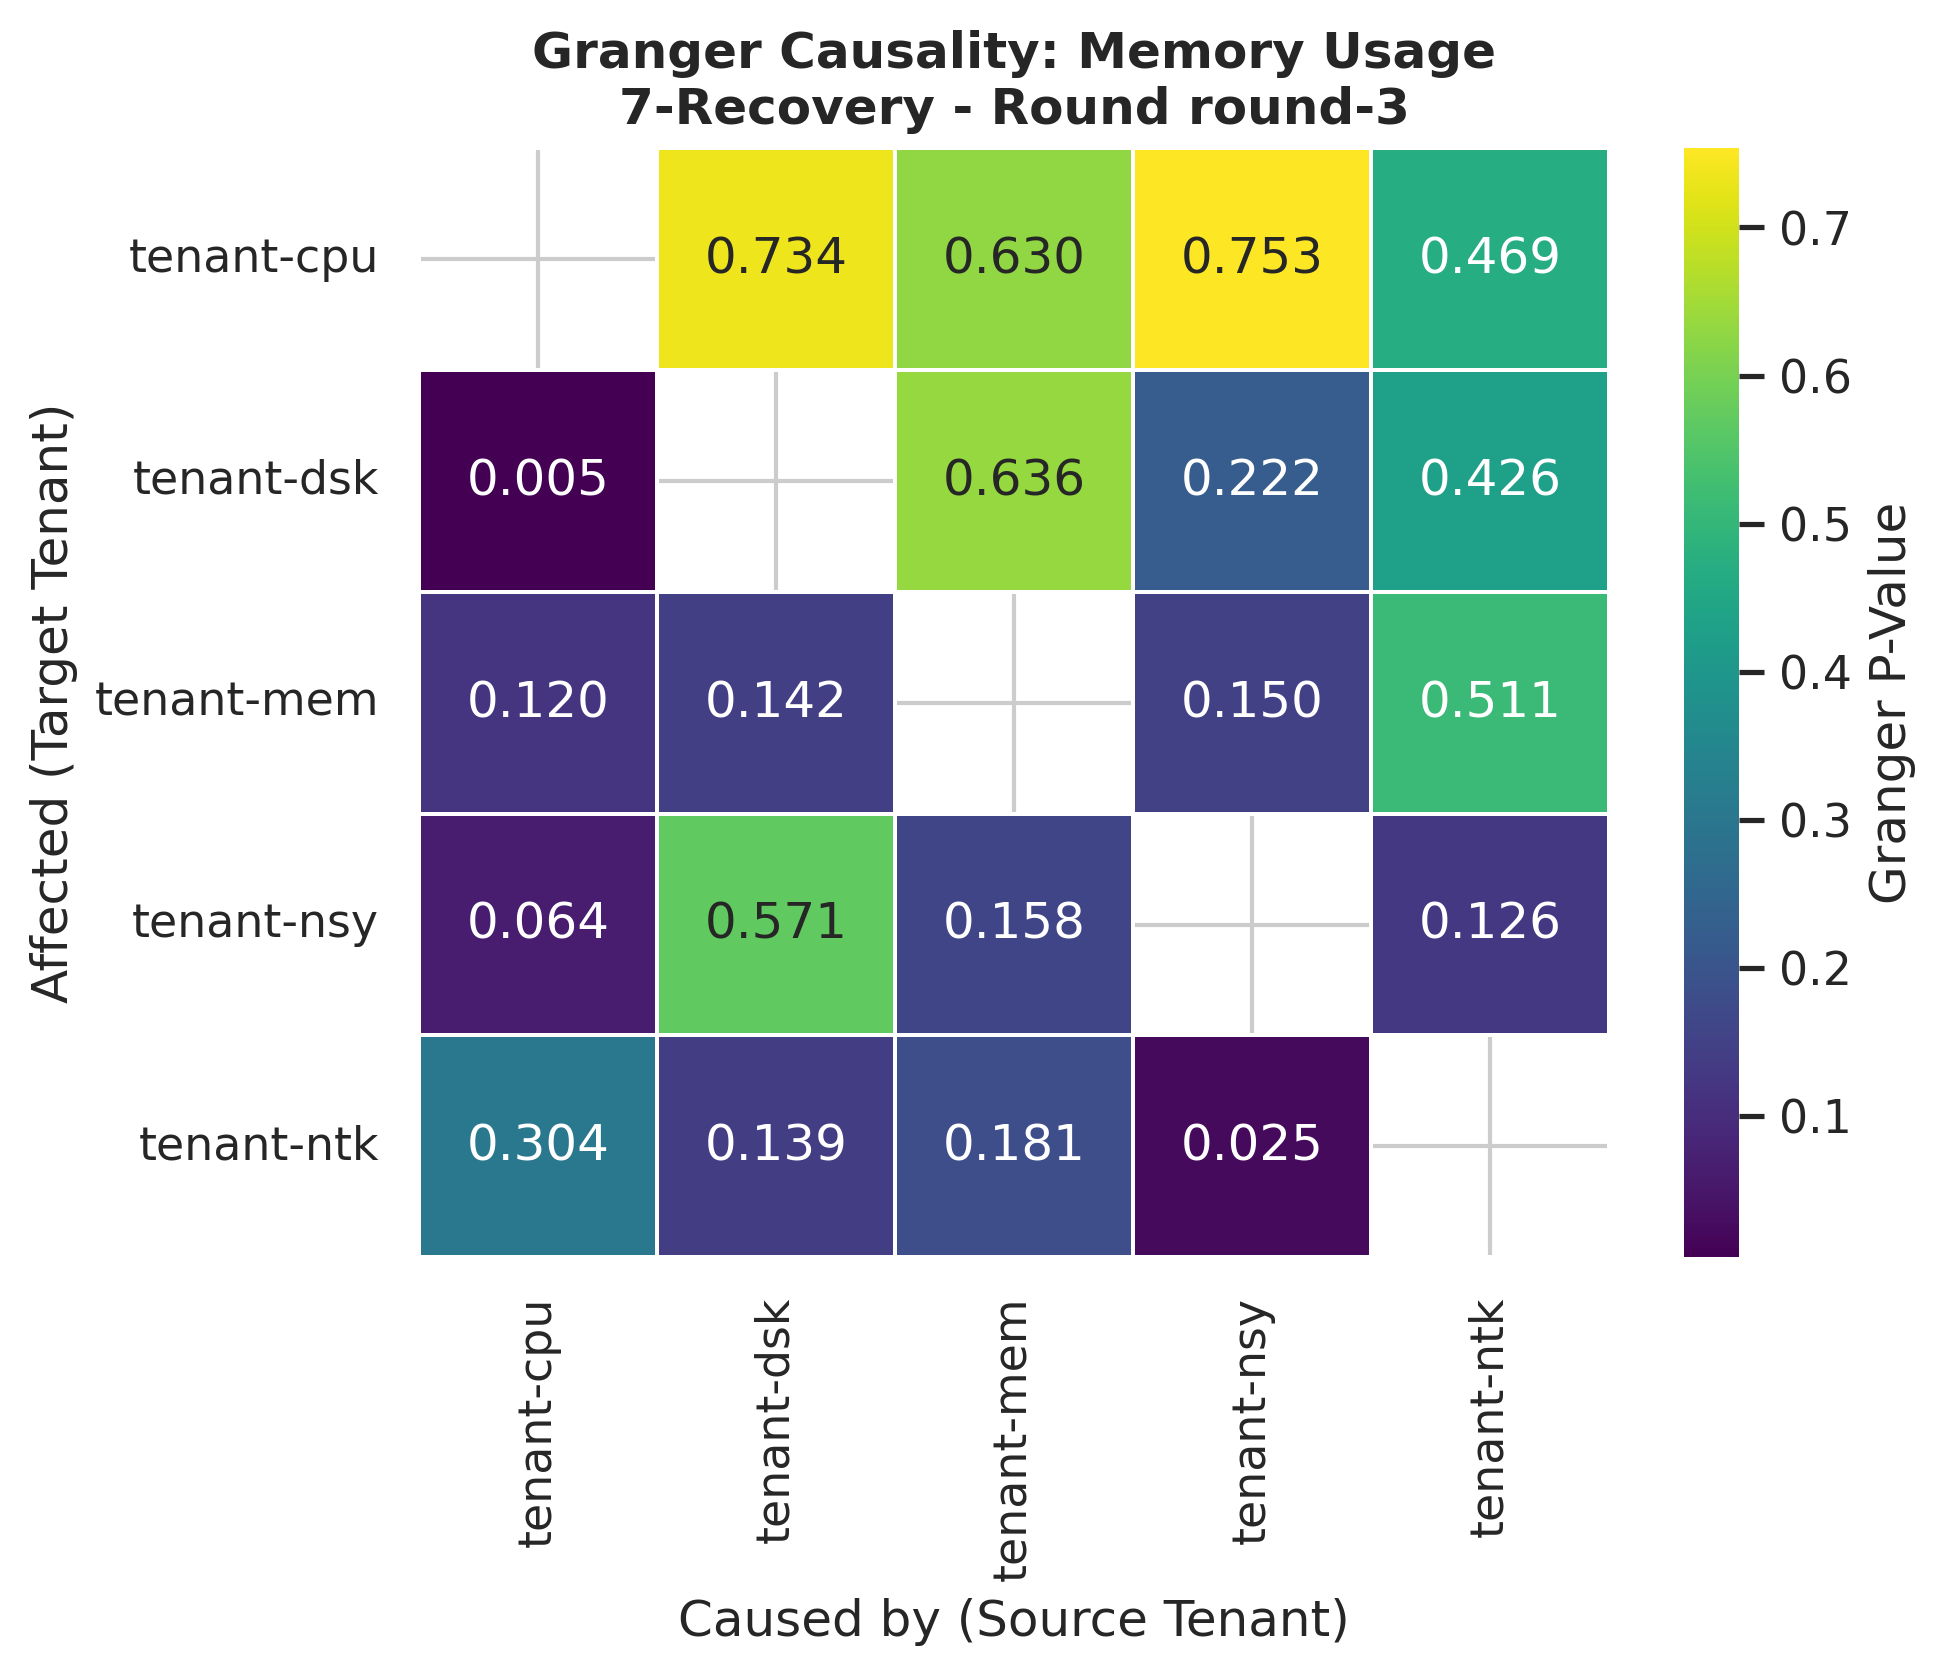 Granger Causality: Memory Usage
7-Recovery - Round round-3
Affected (Target Tenant)
tenant-cpu 0.734 0.630 0.753 0.469
tenant-dsk 0.005 0.636 0.222 0.426
tenant-mem 0.120 0.142 0.150 0.511
tenant-nsy 0.064 0.571 0.158 0.126
tenant-ntk 0.304 0.139 0.181 0.025
tenant-cpu tenant-dsk tenant-mem tenant-nsy tenant-ntk
Caused by (Source Tenant)
0.7
0.6
0.5
0.4
0.3
0.2
0.1
Granger P-Value